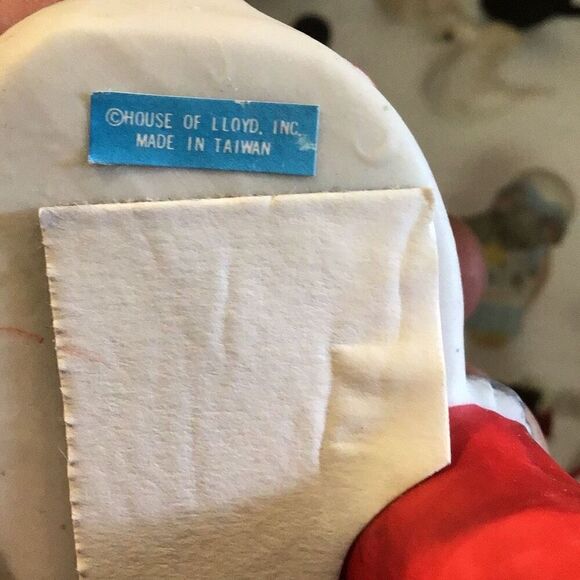 ©HOUSE OF LLOYD, INC.
MADE IN TAIWAN